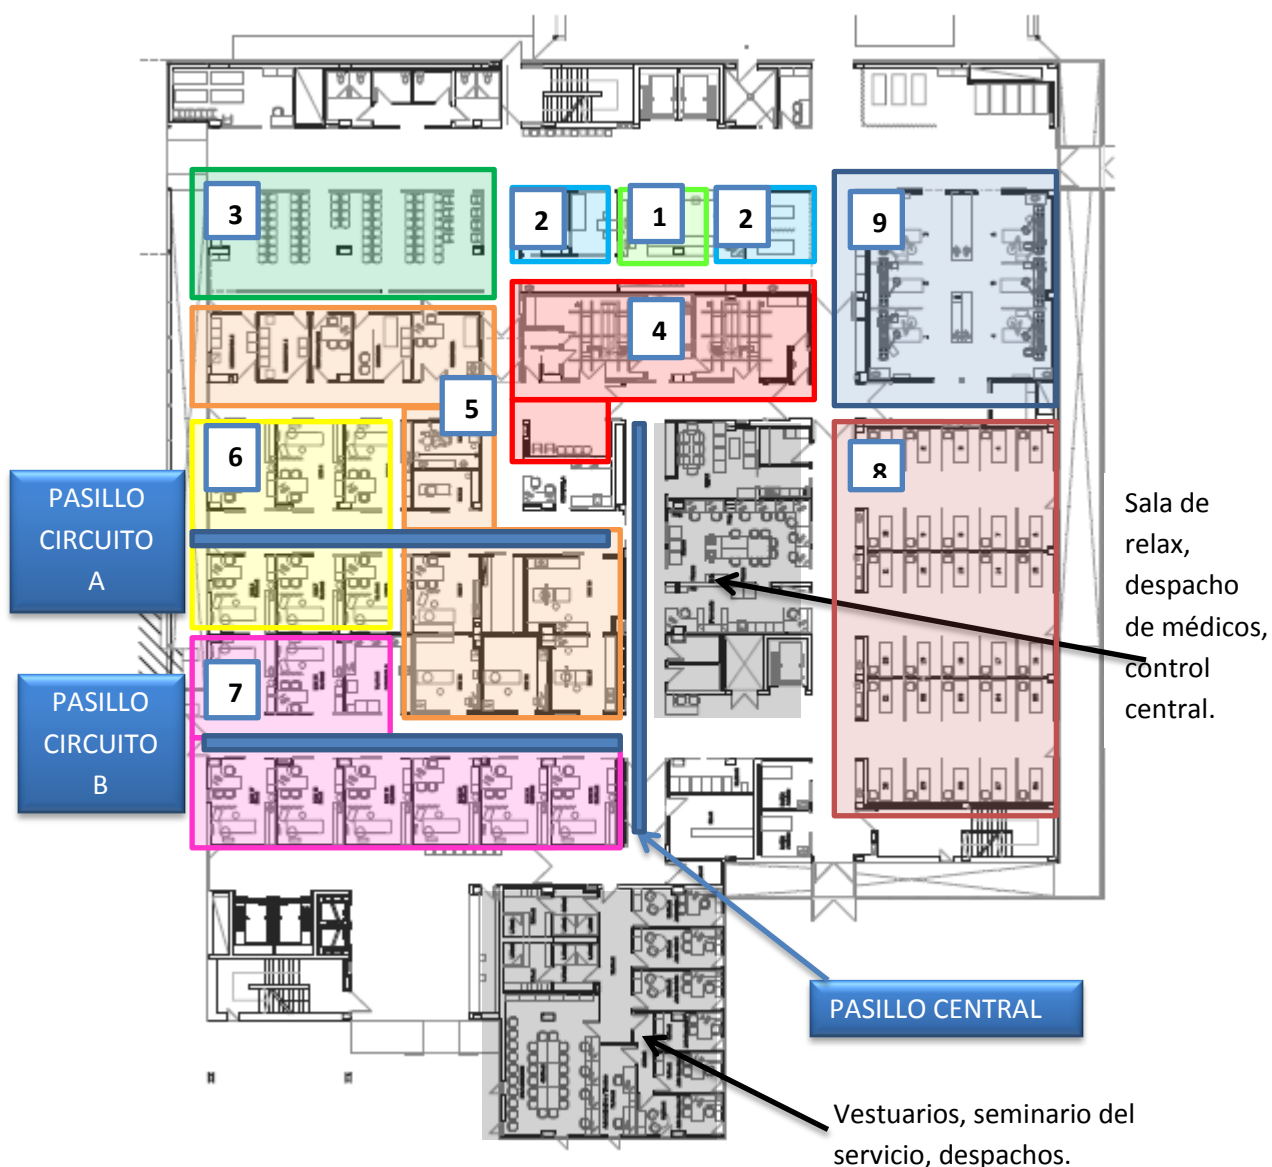 3
2
1
2
9
4
5
6
8
PASILLO
CIRCUITO
A
Sala de
relax,
despacho
de médicos,
control
central.
7
PASILLO
CIRCUITO
B
PASILLO CENTRAL
Vestuarios, seminario del
servicio, despachos.